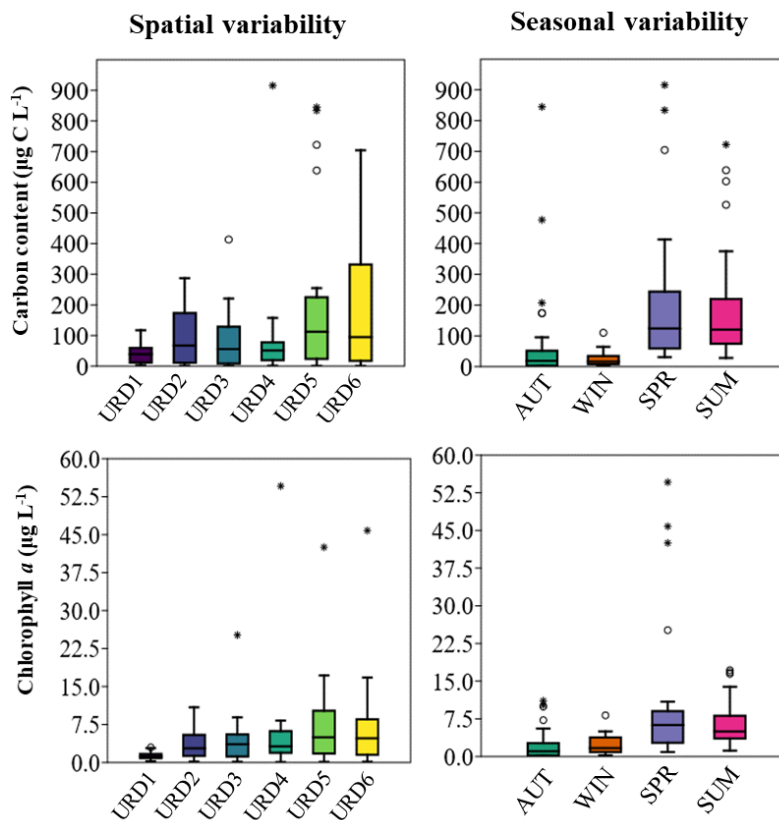 Spatial variability
Seasonal variability
Carbon content (µg C L-1)
900
800
700
600
500
400
300
200
100
0
URD1
URD2
URD3
URD4
URD5
URD6
900
800
700
600
500
400
300
200
100
0
AUT
WIN
SPR
SUM
Chlorophyll a (µg L-1)
60.0
52.5
45.0
37.5
30.0
22.5
15.0
7.5
0.0
URD1
URD2
URD3
URD4
URD5
URD6
60.0
52.5
45.0
37.5
30.0
22.5
15.0
7.5
0.0
AUT
WIN
SPR
SUM